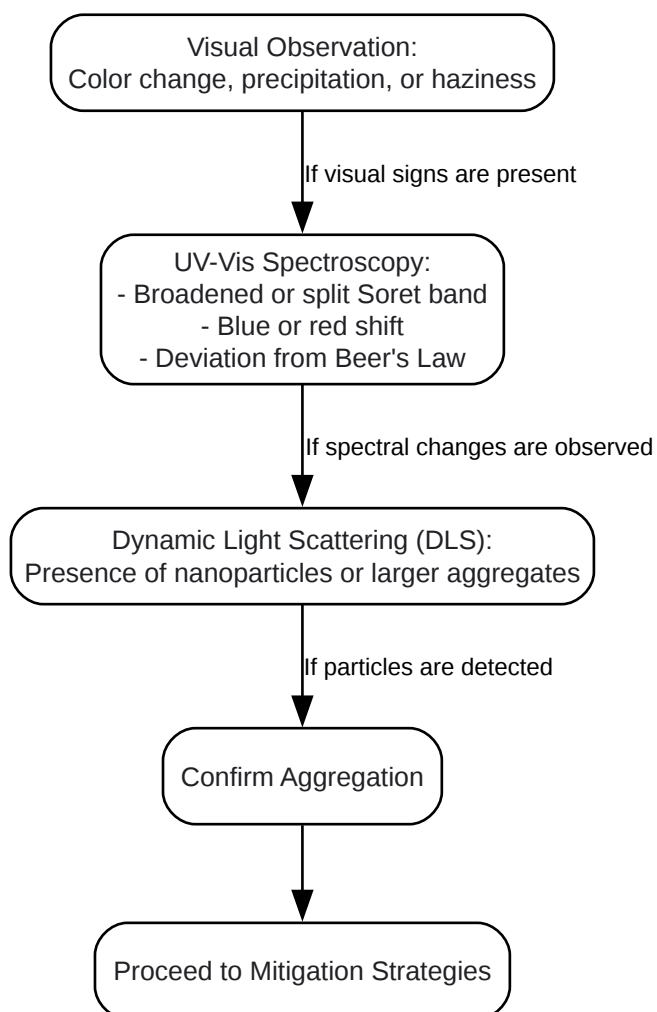 Visual Observation:
Color change, precipitation, or haziness
If visual signs are present
UV-Vis Spectroscopy:
- Broadened or split Soret band
- Blue or red shift
- Deviation from Beer's Law
If spectral changes are observed
Dynamic Light Scattering (DLS):
Presence of nanoparticles or larger aggregates
If particles are detected
Confirm Aggregation
Proceed to Mitigation Strategies